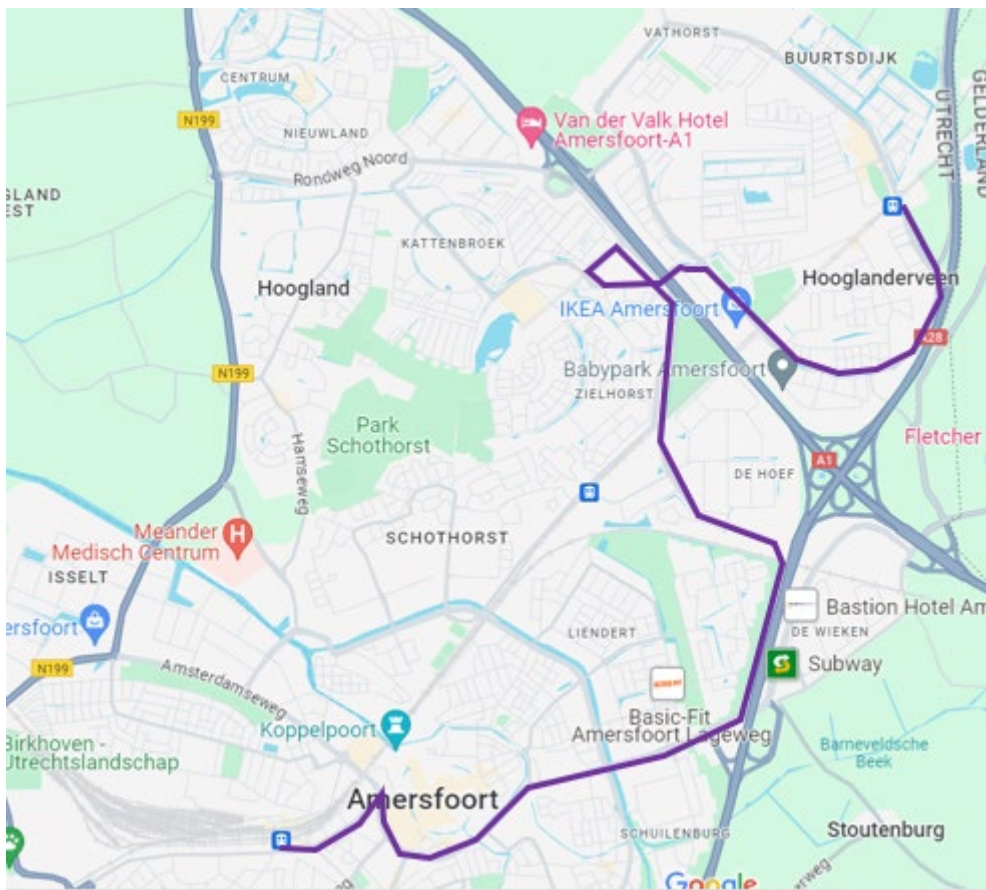 VATHORST
BUURTSDIJK
CENTRUM
N199
NIEUWLAND
Van der Valk Hotel
Amersfoort-A1
UTRECHT
GELDERLAND
Rondweg Noord
GLAND
EST
KATTENBROEK
Hoogland
Hooglanderveen
IKEA Amersfoort
A28
N199
Babypark Amersfoort
ZIELHORST
Park
Schothorst
Hamseweg
Fletcher
A1
DE HOEF
Meander
Medisch Centrum
SCHOTHORST
ISSELT
Bastion Hotel Am
ersfoort
LIENDERT
DE WIEKEN
N199
Amsterdamseweg
Subway
Koppelpoort
Basic-Fit
Amersfoort Lageweg
Birkhoven -
Utrechtslandschap
Barneveldsche
Beek
Amersfoort
SCHUILENBURG
Stoutenburg
Google
erweg